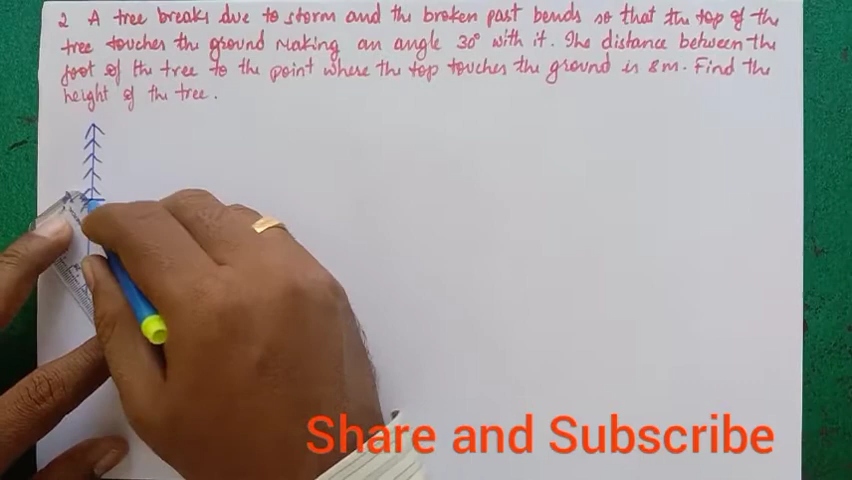 2 A tree breaks due to storm and the broken part bends so that the top of the
tree touches the ground making an angle 30° with it. The distance between the
foot of the tree to the point where the top touches the ground is 8m. Find the
height of the tree.
Share and Subscribe